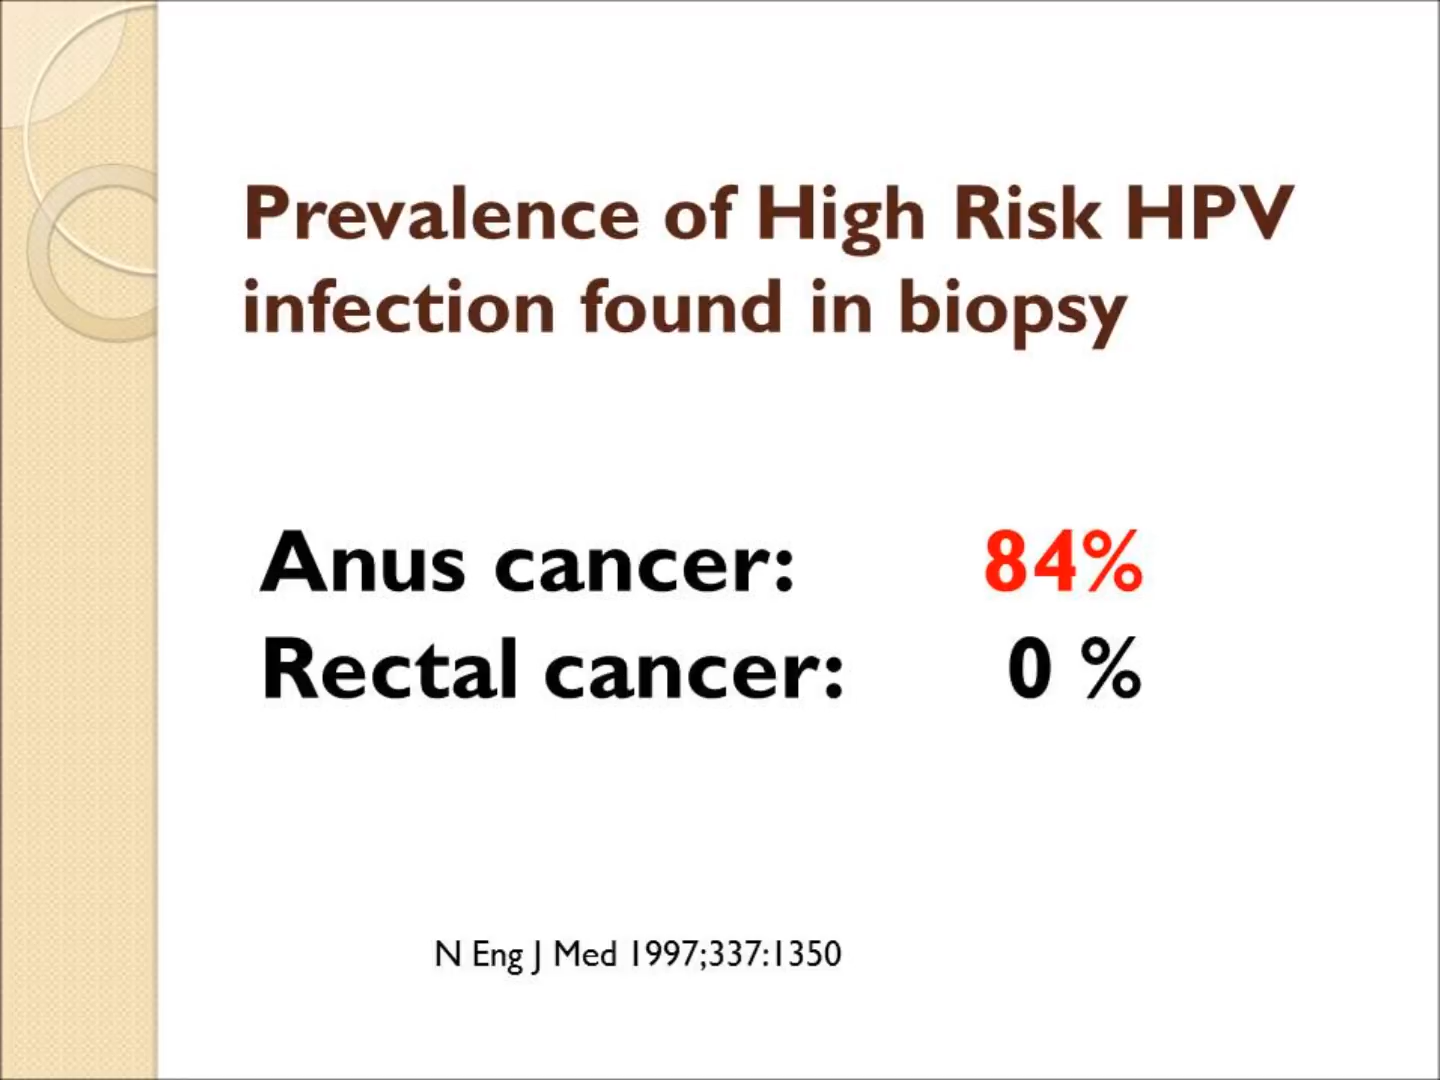 Prevalence of High Risk HPV
infection found in biopsy
Anus cancer: 84%
Rectal cancer: 0 %
N Eng J Med 1997;337:1350